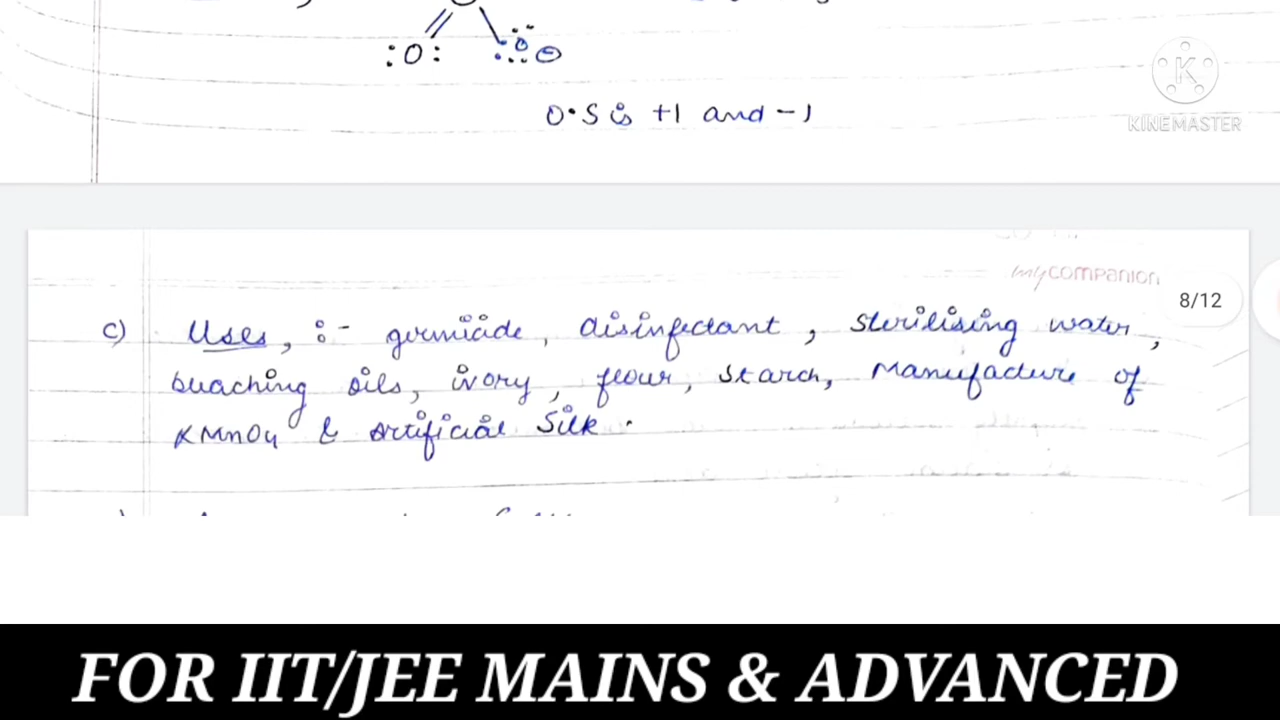 :O: O ⊖
O.S is +1 and -1
KINEMASTER
mycompanion
8/12
c) Uses, :- germicide, disinfectant, sterilising water,
bleaching oils, ivory, flour, starch, Manufacture of
KMnO4 & artificial Silk.
FOR IIT/JEE MAINS & ADVANCED